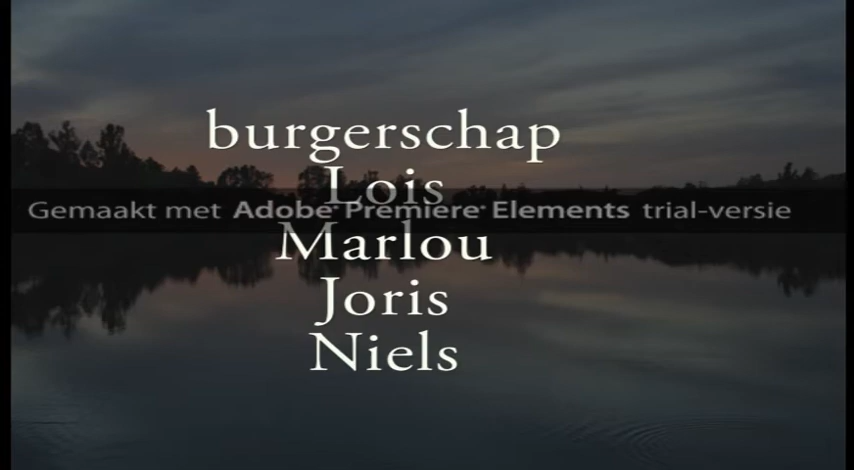 burgerschap
Lois
Gemaakt met Adobe® Premiere® Elements trial-versie
Marlou
Joris
Niels